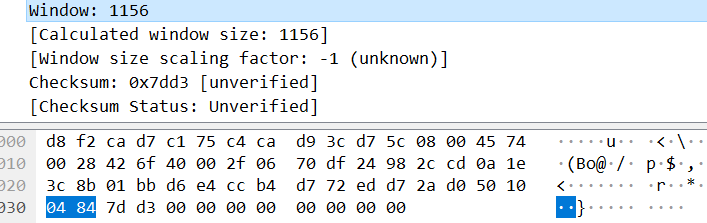 Window: 1156
[Calculated window size: 1156]
[Window size scaling factor: -1 (unknown)]
Checksum: 0x7dd3 [unverified]
[Checksum Status: Unverified]
000 d8 f2 ca d7 c1 75 c4 ca d9 3c d7 5c 08 00 45 74 ·····u·· ·<·\··Et
010 00 28 42 6f 40 00 2f 06 70 df 24 98 2c cd 0a 1e ·(Bo@·/· p·$·,···
020 3c 8b 01 bb d6 e4 cc b4 d7 72 ed d7 2a d0 50 10 <······· ·r··*·P·
030 04 84 7d d3 00 00 00 00 00 00 00 00 ··}····· ····